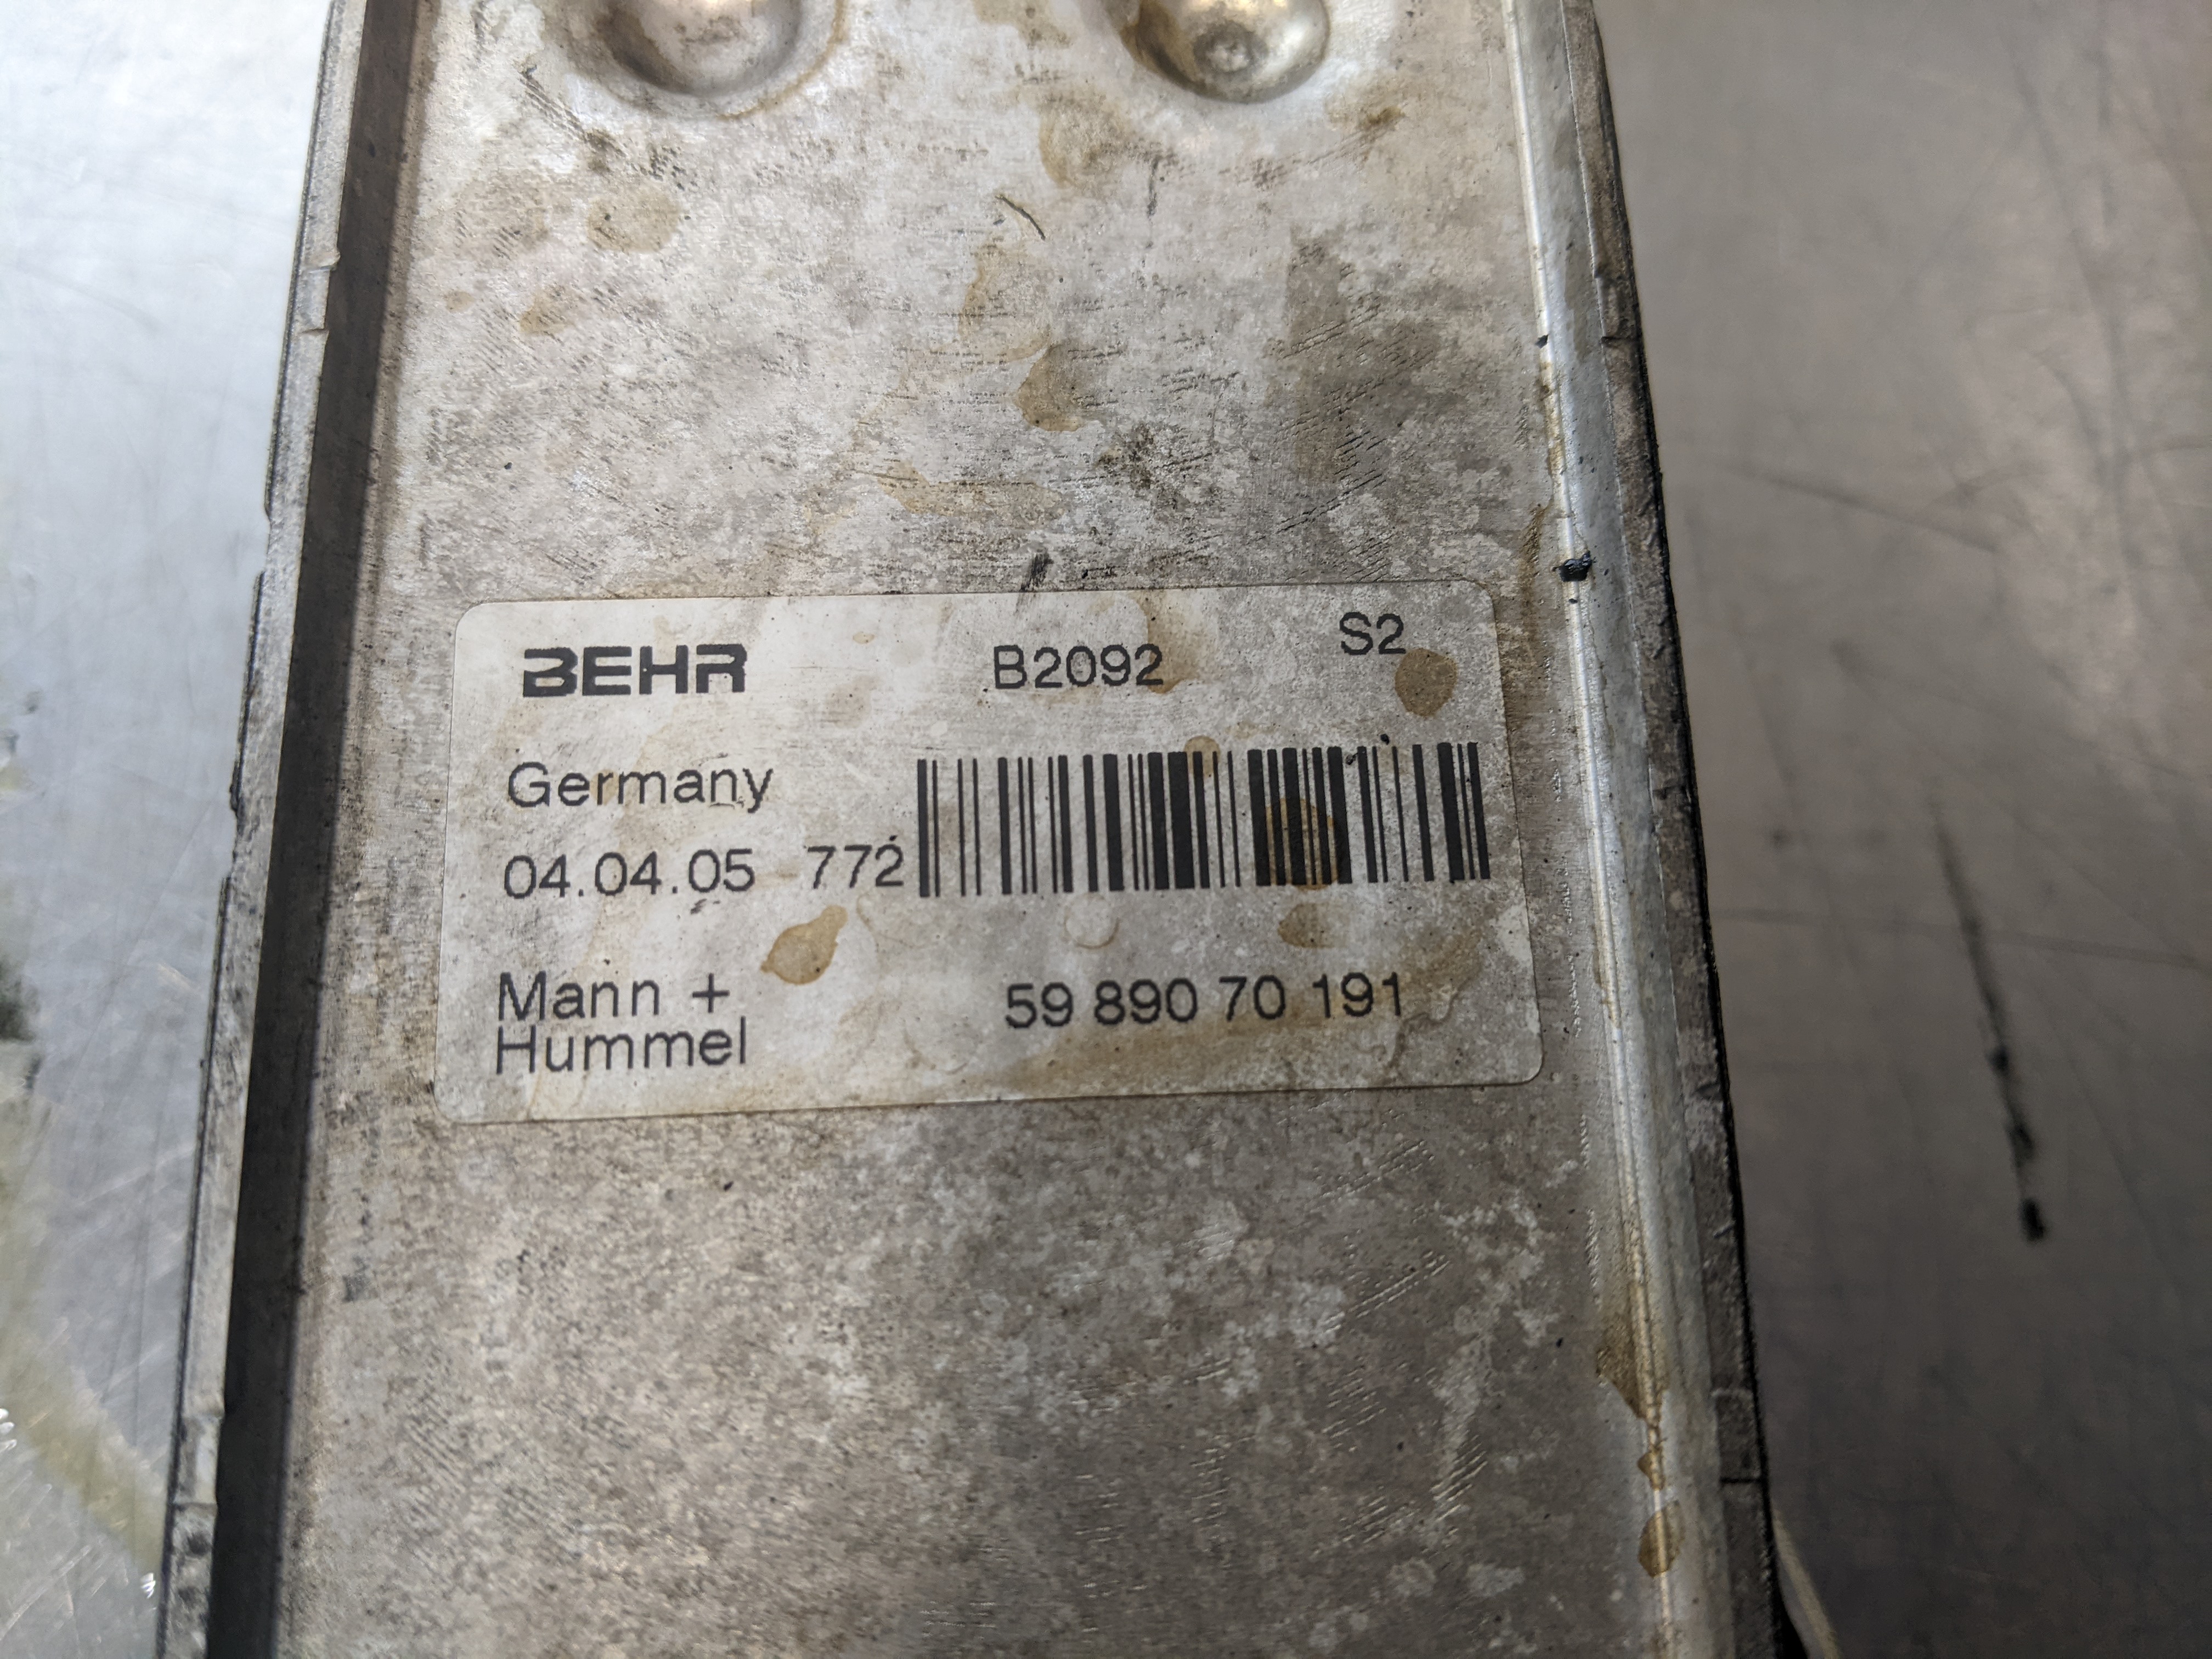 BEHR B2092 S2
Germany
04.04.05 772
Mann + 59 890 70 191
Hummel